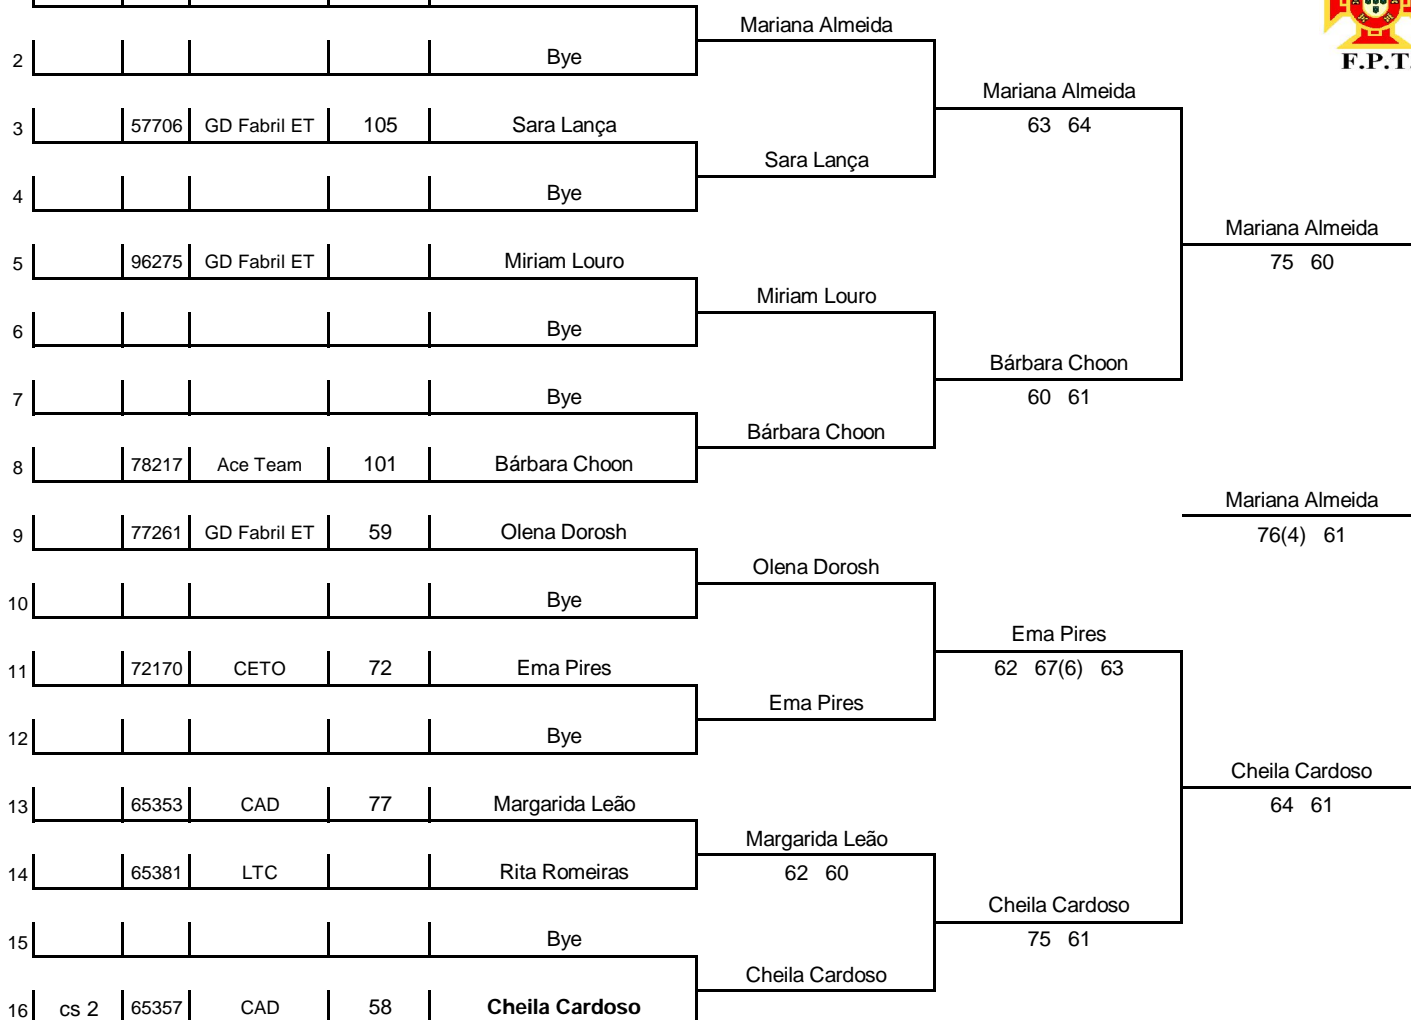 Mariana Almeida
2 Bye
F.P.T.
Mariana Almeida
3 57706 GD Fabril ET 105 Sara Lança
63 64
Sara Lança
4 Bye
Mariana Almeida
5 96275 GD Fabril ET Miriam Louro
75 60
Miriam Louro
6 Bye
Bárbara Choon
7 Bye
60 61
Bárbara Choon
8 78217 Ace Team 101 Bárbara Choon
Mariana Almeida
9 77261 GD Fabril ET 59 Olena Dorosh
76(4) 61
Olena Dorosh
10 Bye
Ema Pires
11 72170 CETO 72 Ema Pires
62 67(6) 63
Ema Pires
12 Bye
Cheila Cardoso
13 65353 CAD 77 Margarida Leão
64 61
Margarida Leão
14 65381 LTC Rita Romeiras
62 60
Cheila Cardoso
15 Bye
75 61
Cheila Cardoso
16 cs 2 65357 CAD 58 Cheila Cardoso